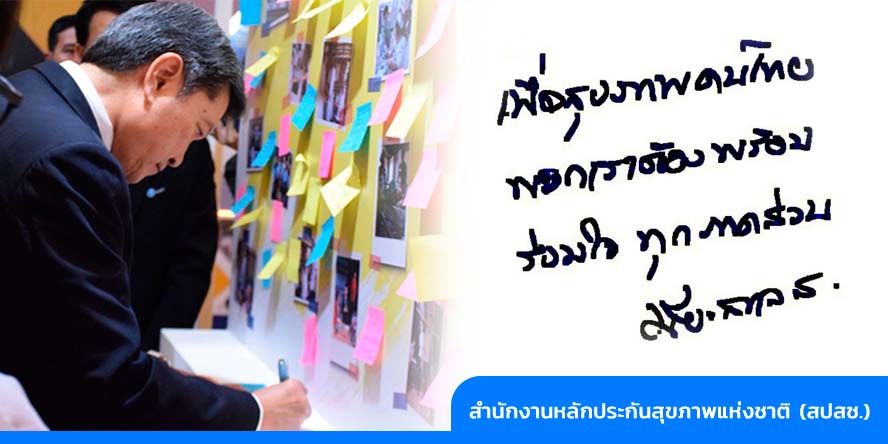 เพื่อสุขภาพคนไทย
พวกเราต้องพร้อม
ร่วมใจ ทุกภาคส่วน
สำนักงานหลักประกันสุขภาพแห่งชาติ (สปสช.)